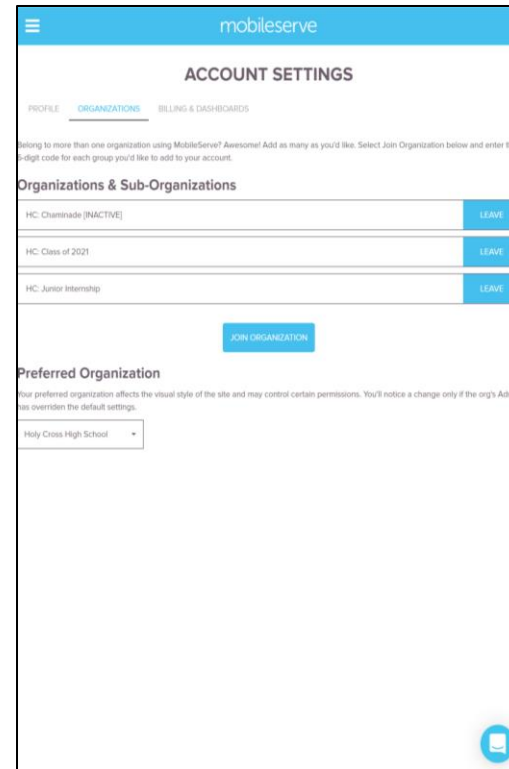 mobileserve
ACCOUNT SETTINGS
PROFILE ORGANIZATIONS BILLING & DASHBOARDS
Belong to more than one organization using MobileServe? Awesome! Add as many as you'd like. Select Join Organization below and enter
6-digit code for each group you'd like to add to your account.
Organizations & Sub-Organizations
HC: Chaminade [INACTIVE] LEAVE
HC: Class of 2021 LEAVE
HC: Junior Internship LEAVE
JOIN ORGANIZATION
Preferred Organization
Your preferred organization affects the visual style of the site and may control certain permissions. You'll notice a change only if the org's
has overriden the default settings.
Holy Cross High School